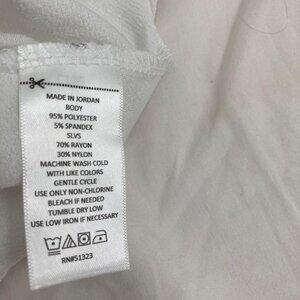 MADE IN JORDAN
BODY
95% POLYESTER
5% SPANDEX
SLVS
70% RAYON
30% NYLON
MACHINE WASH COLD
WITH LIKE COLORS
GENTLE CYCLE
USE ONLY NON-CHLORINE
BLEACH IF NEEDED
TUMBLE DRY LOW
USE LOW IRON IF NECESSARY
RN#51323